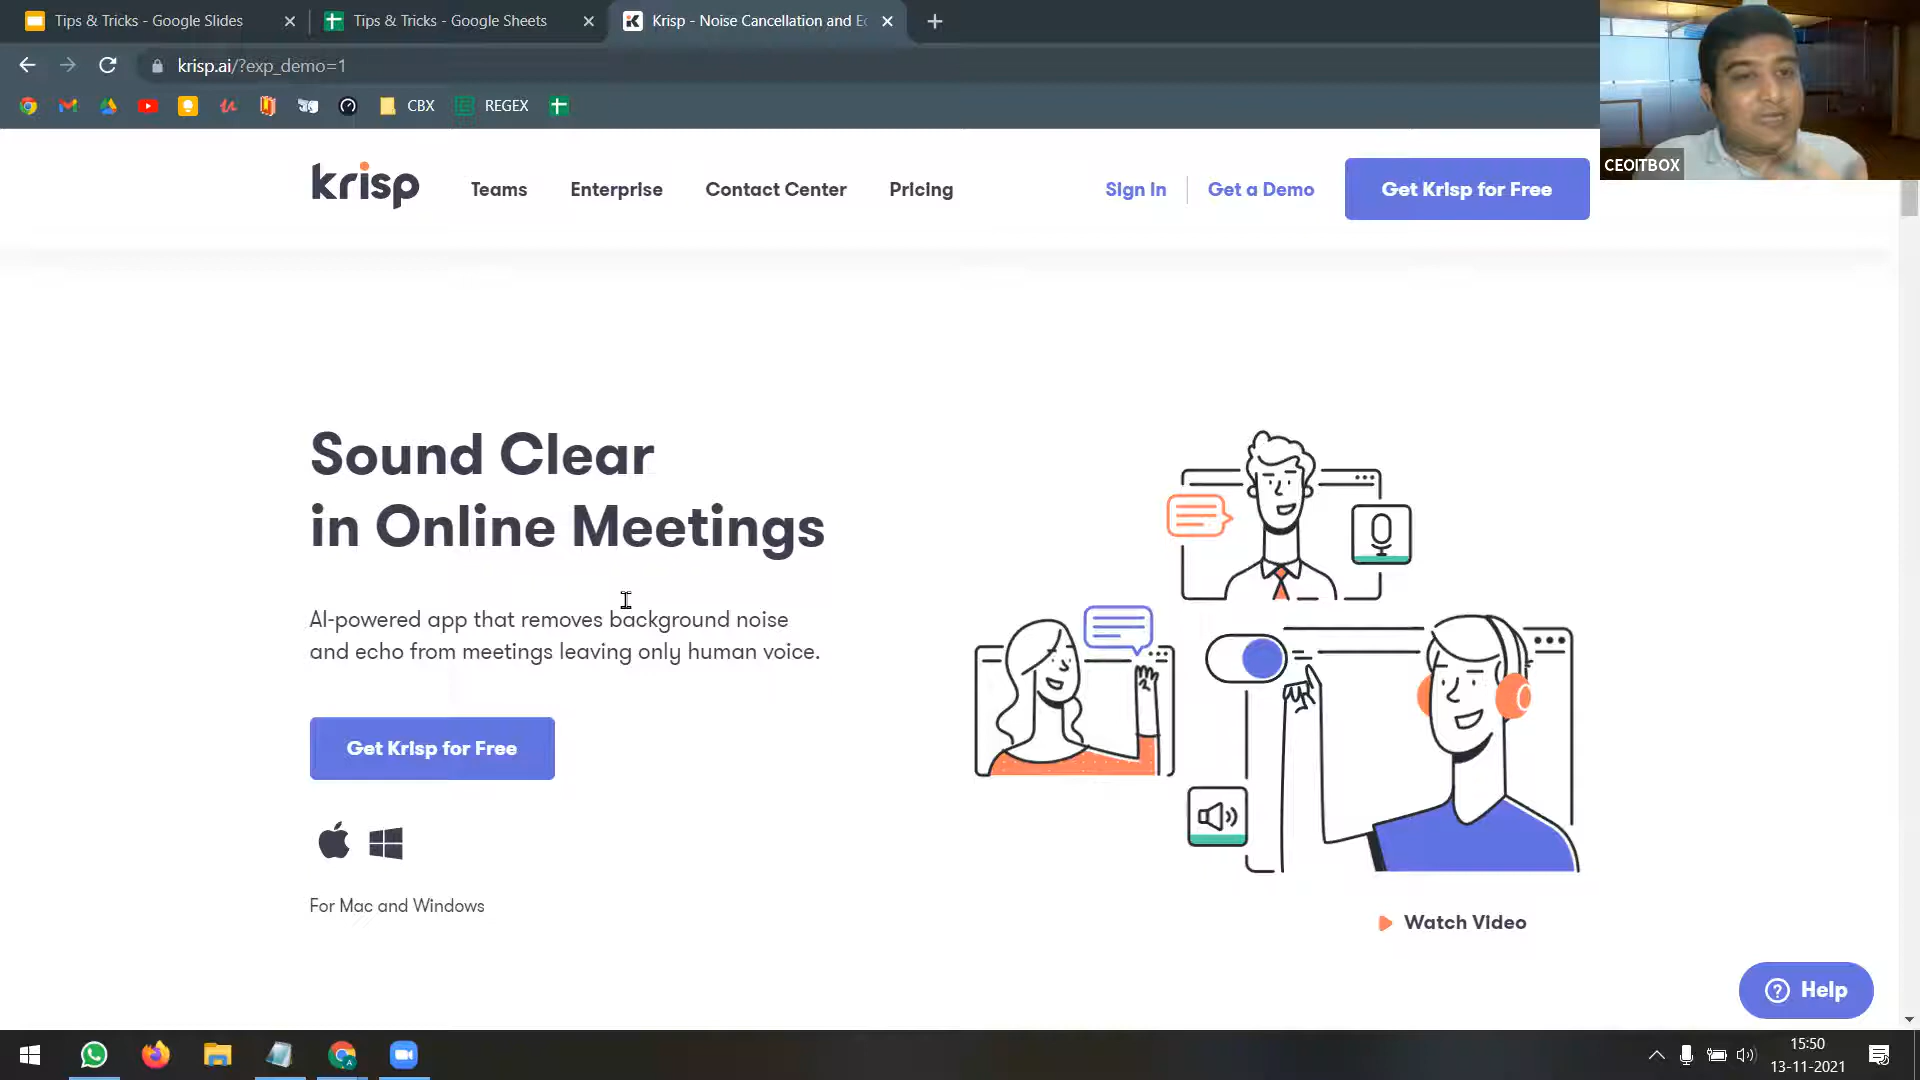 Tips & Tricks - Google Slides
Tips & Tricks - Google Sheets
Krisp - Noise Cancellation and Ec
krisp.ai/?exp_demo=1
CBX
REGEX
CEOITBOX
krisp
Teams
Enterprise
Contact Center
Pricing
Sign In
Get a Demo
Get Krisp for Free
Sound Clear
in Online Meetings
AI-powered app that removes background noise
and echo from meetings leaving only human voice.
Get Krisp for Free
For Mac and Windows
Watch Video
Help
15:50
13-11-2021